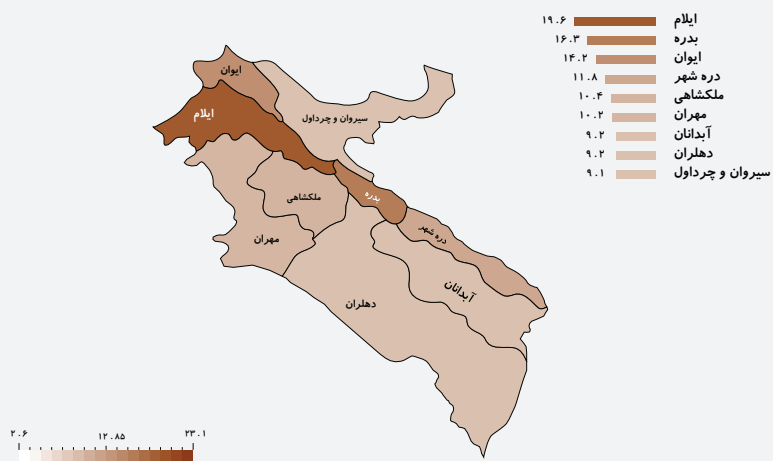 ایلام ۱۹.۶
بدره ۱۶.۳
ایوان ۱۴.۲
دره شهر ۱۱.۸
ملکشاهی ۱۰.۴
مهران ۱۰.۲
آبدانان ۹.۲
دهلران ۹.۲
سیروان و چرداول ۹.۱
ایوان
ایلام
سیروان و چرداول
ملکشاهی
بدره
مهران
دره شهر
آبدانان
دهلران
۲.۶ ۱۲.۸۵ ۲۳.۱